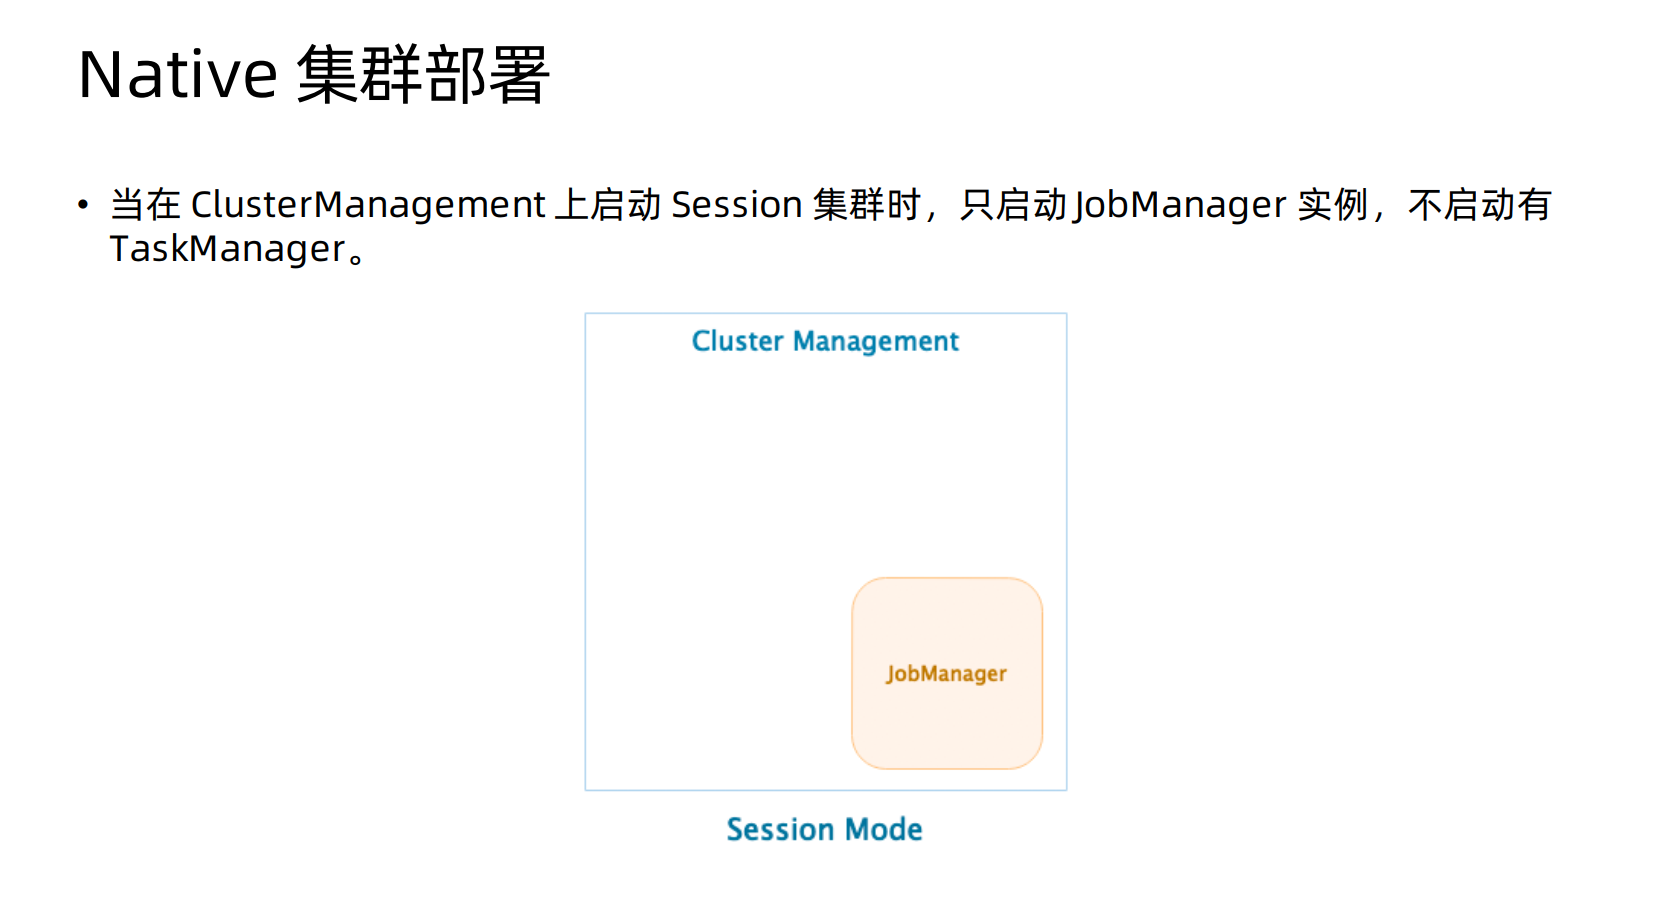 Native 集群部署
• 当在 ClusterManagement 上启动 Session 集群时，只启动 JobManager 实例，不启动有
TaskManager。
Cluster Management
JobManager
Session Mode